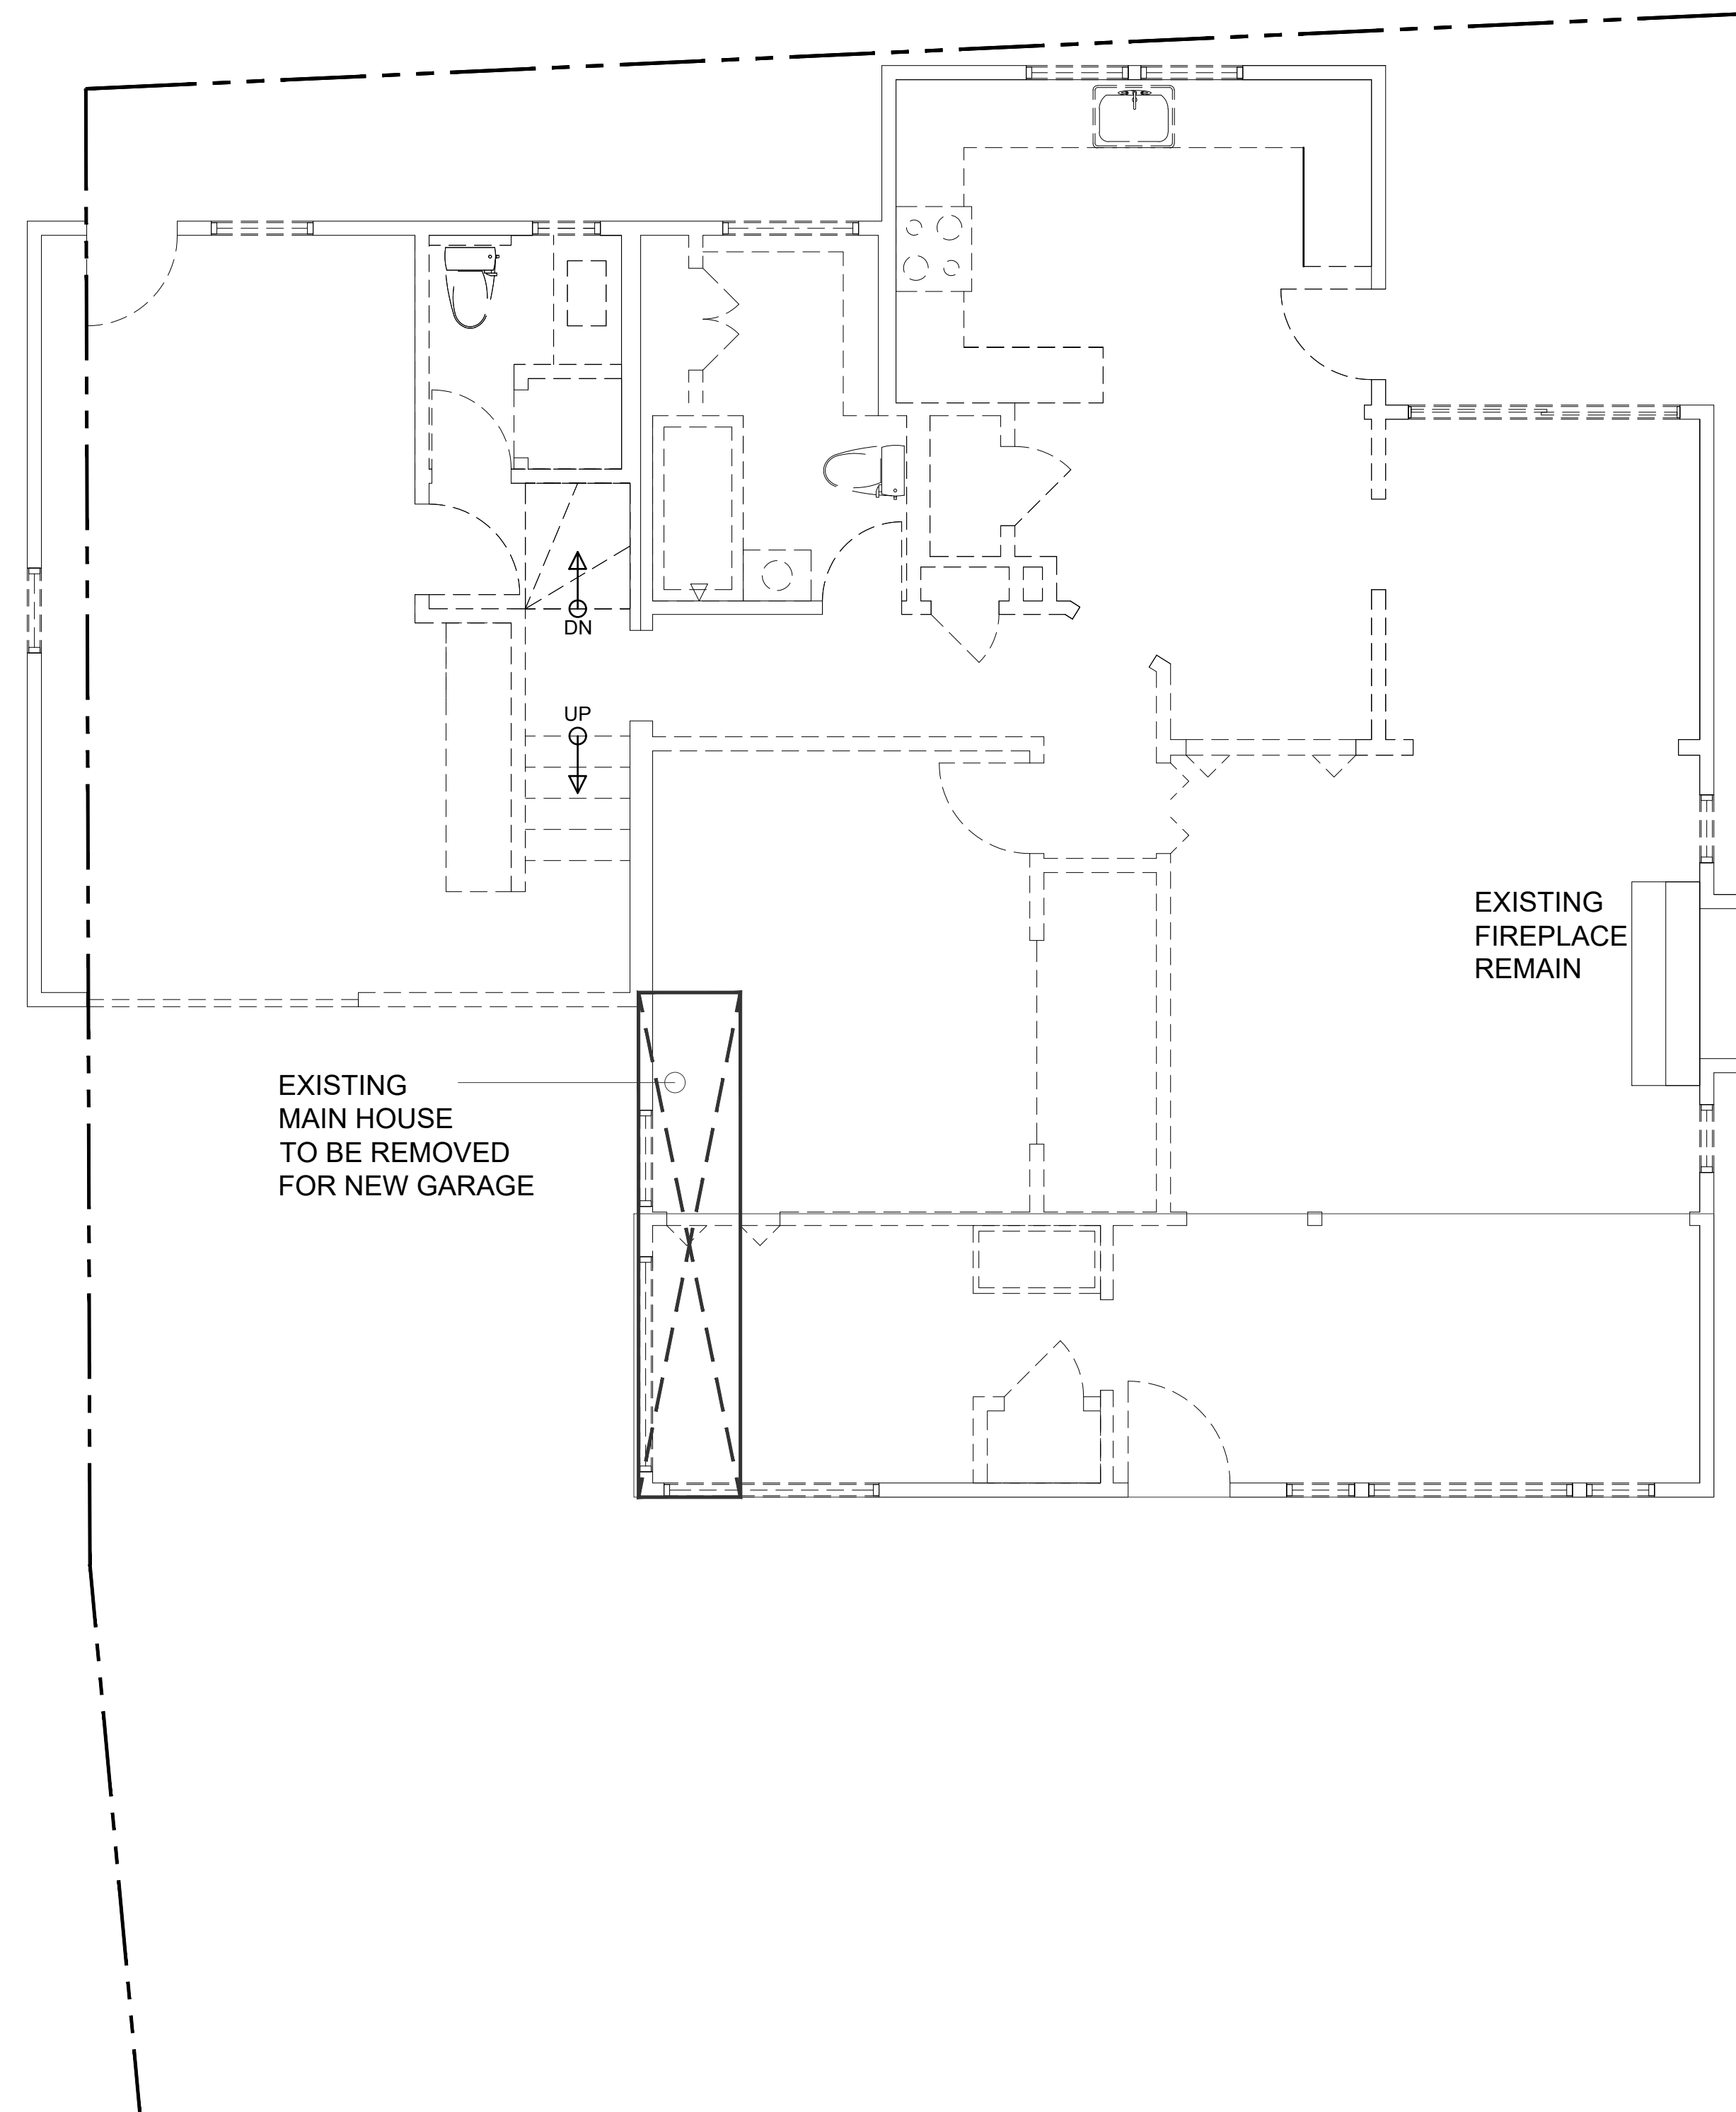 DN
UP
EXISTING
FIREPLACE
REMAIN
EXISTING
MAIN HOUSE
TO BE REMOVED
FOR NEW GARAGE